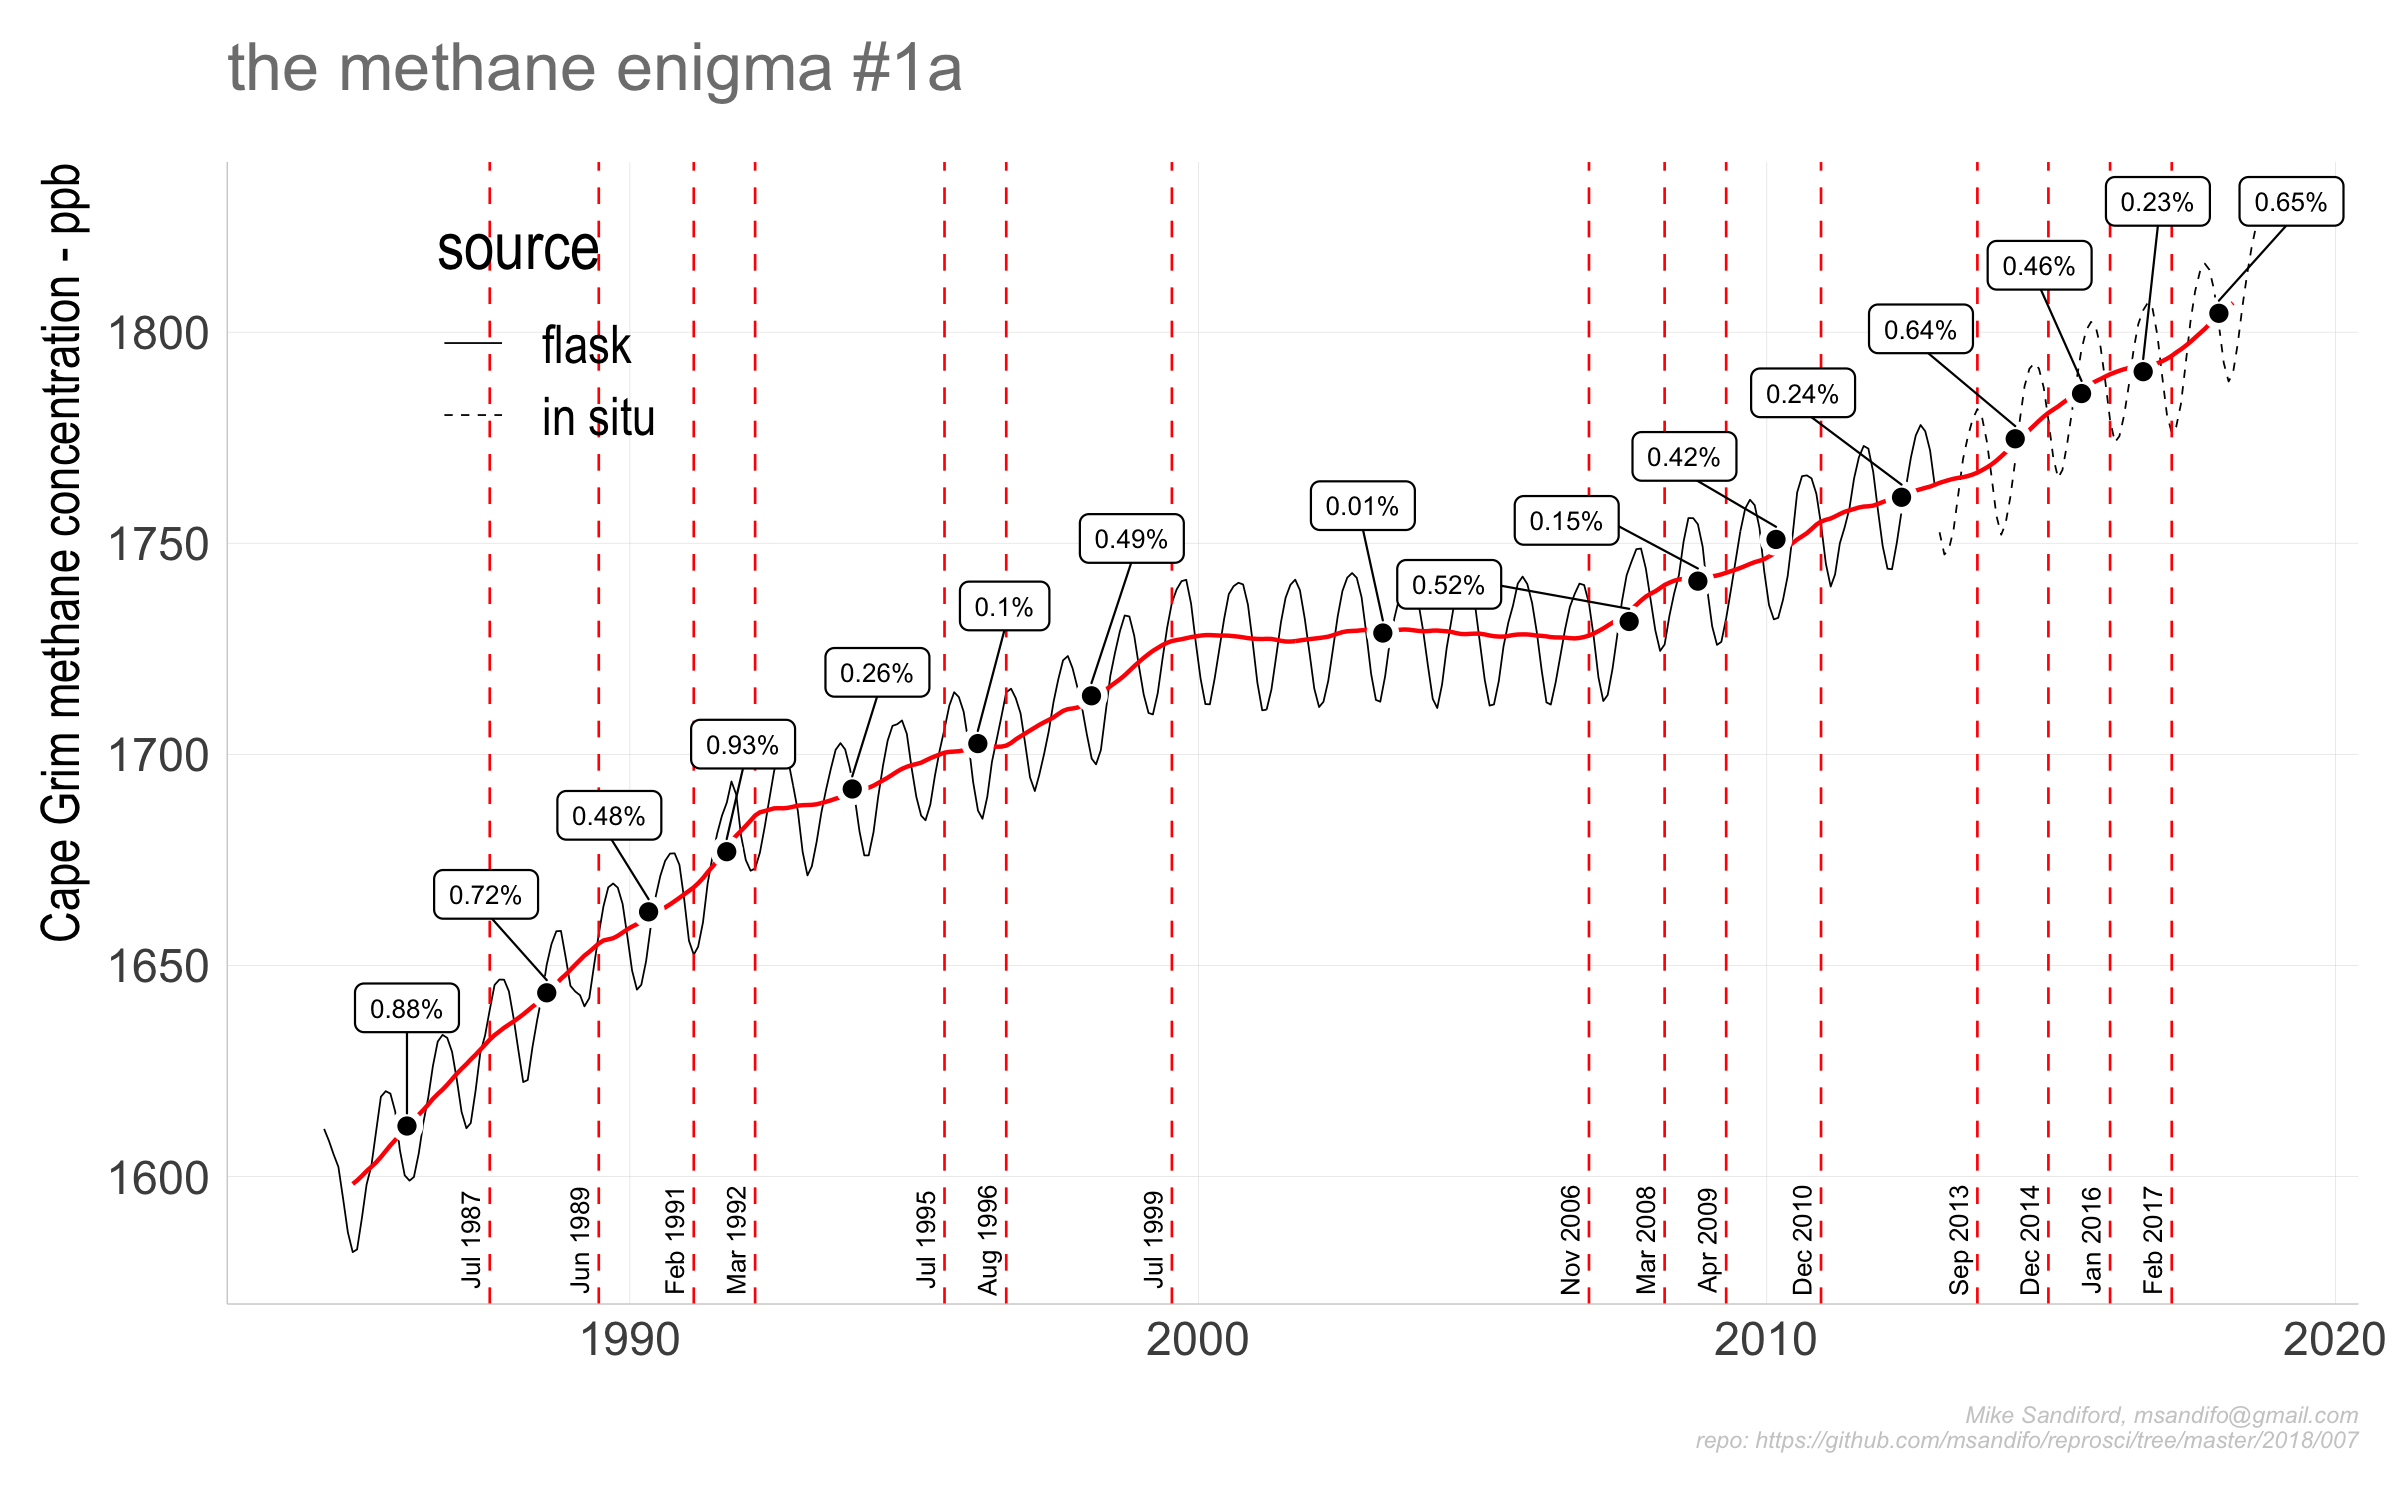 the methane enigma #1a
Cape Grim methane concentration - ppb
1800
1750
1700
1650
1600
source
flask
in situ
0.88%
0.72%
0.48%
0.93%
0.26%
0.1%
0.49%
0.01%
0.52%
0.15%
0.42%
0.24%
0.64%
0.46%
0.23%
0.65%
Jul 1987
Jun 1989
Feb 1991
Mar 1992
Jul 1995
Aug 1996
Jul 1999
Nov 2006
Mar 2008
Apr 2009
Dec 2010
Sep 2013
Dec 2014
Jan 2016
Feb 2017
1990
2000
2010
2020
Mike Sandiford, msandifo@gmail.com
repo: https://github.com/msandifo/reprosci/tree/master/2018/007